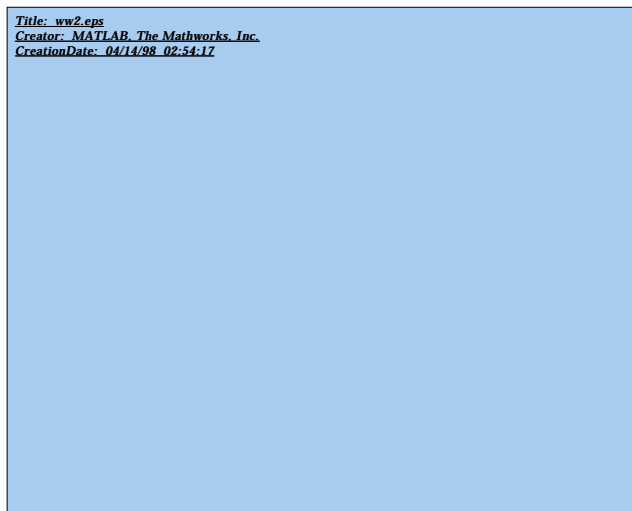 Title: ww2.eps
Creator: MATLAB, The Mathworks, Inc.
CreationDate: 04/14/98 02:54:17